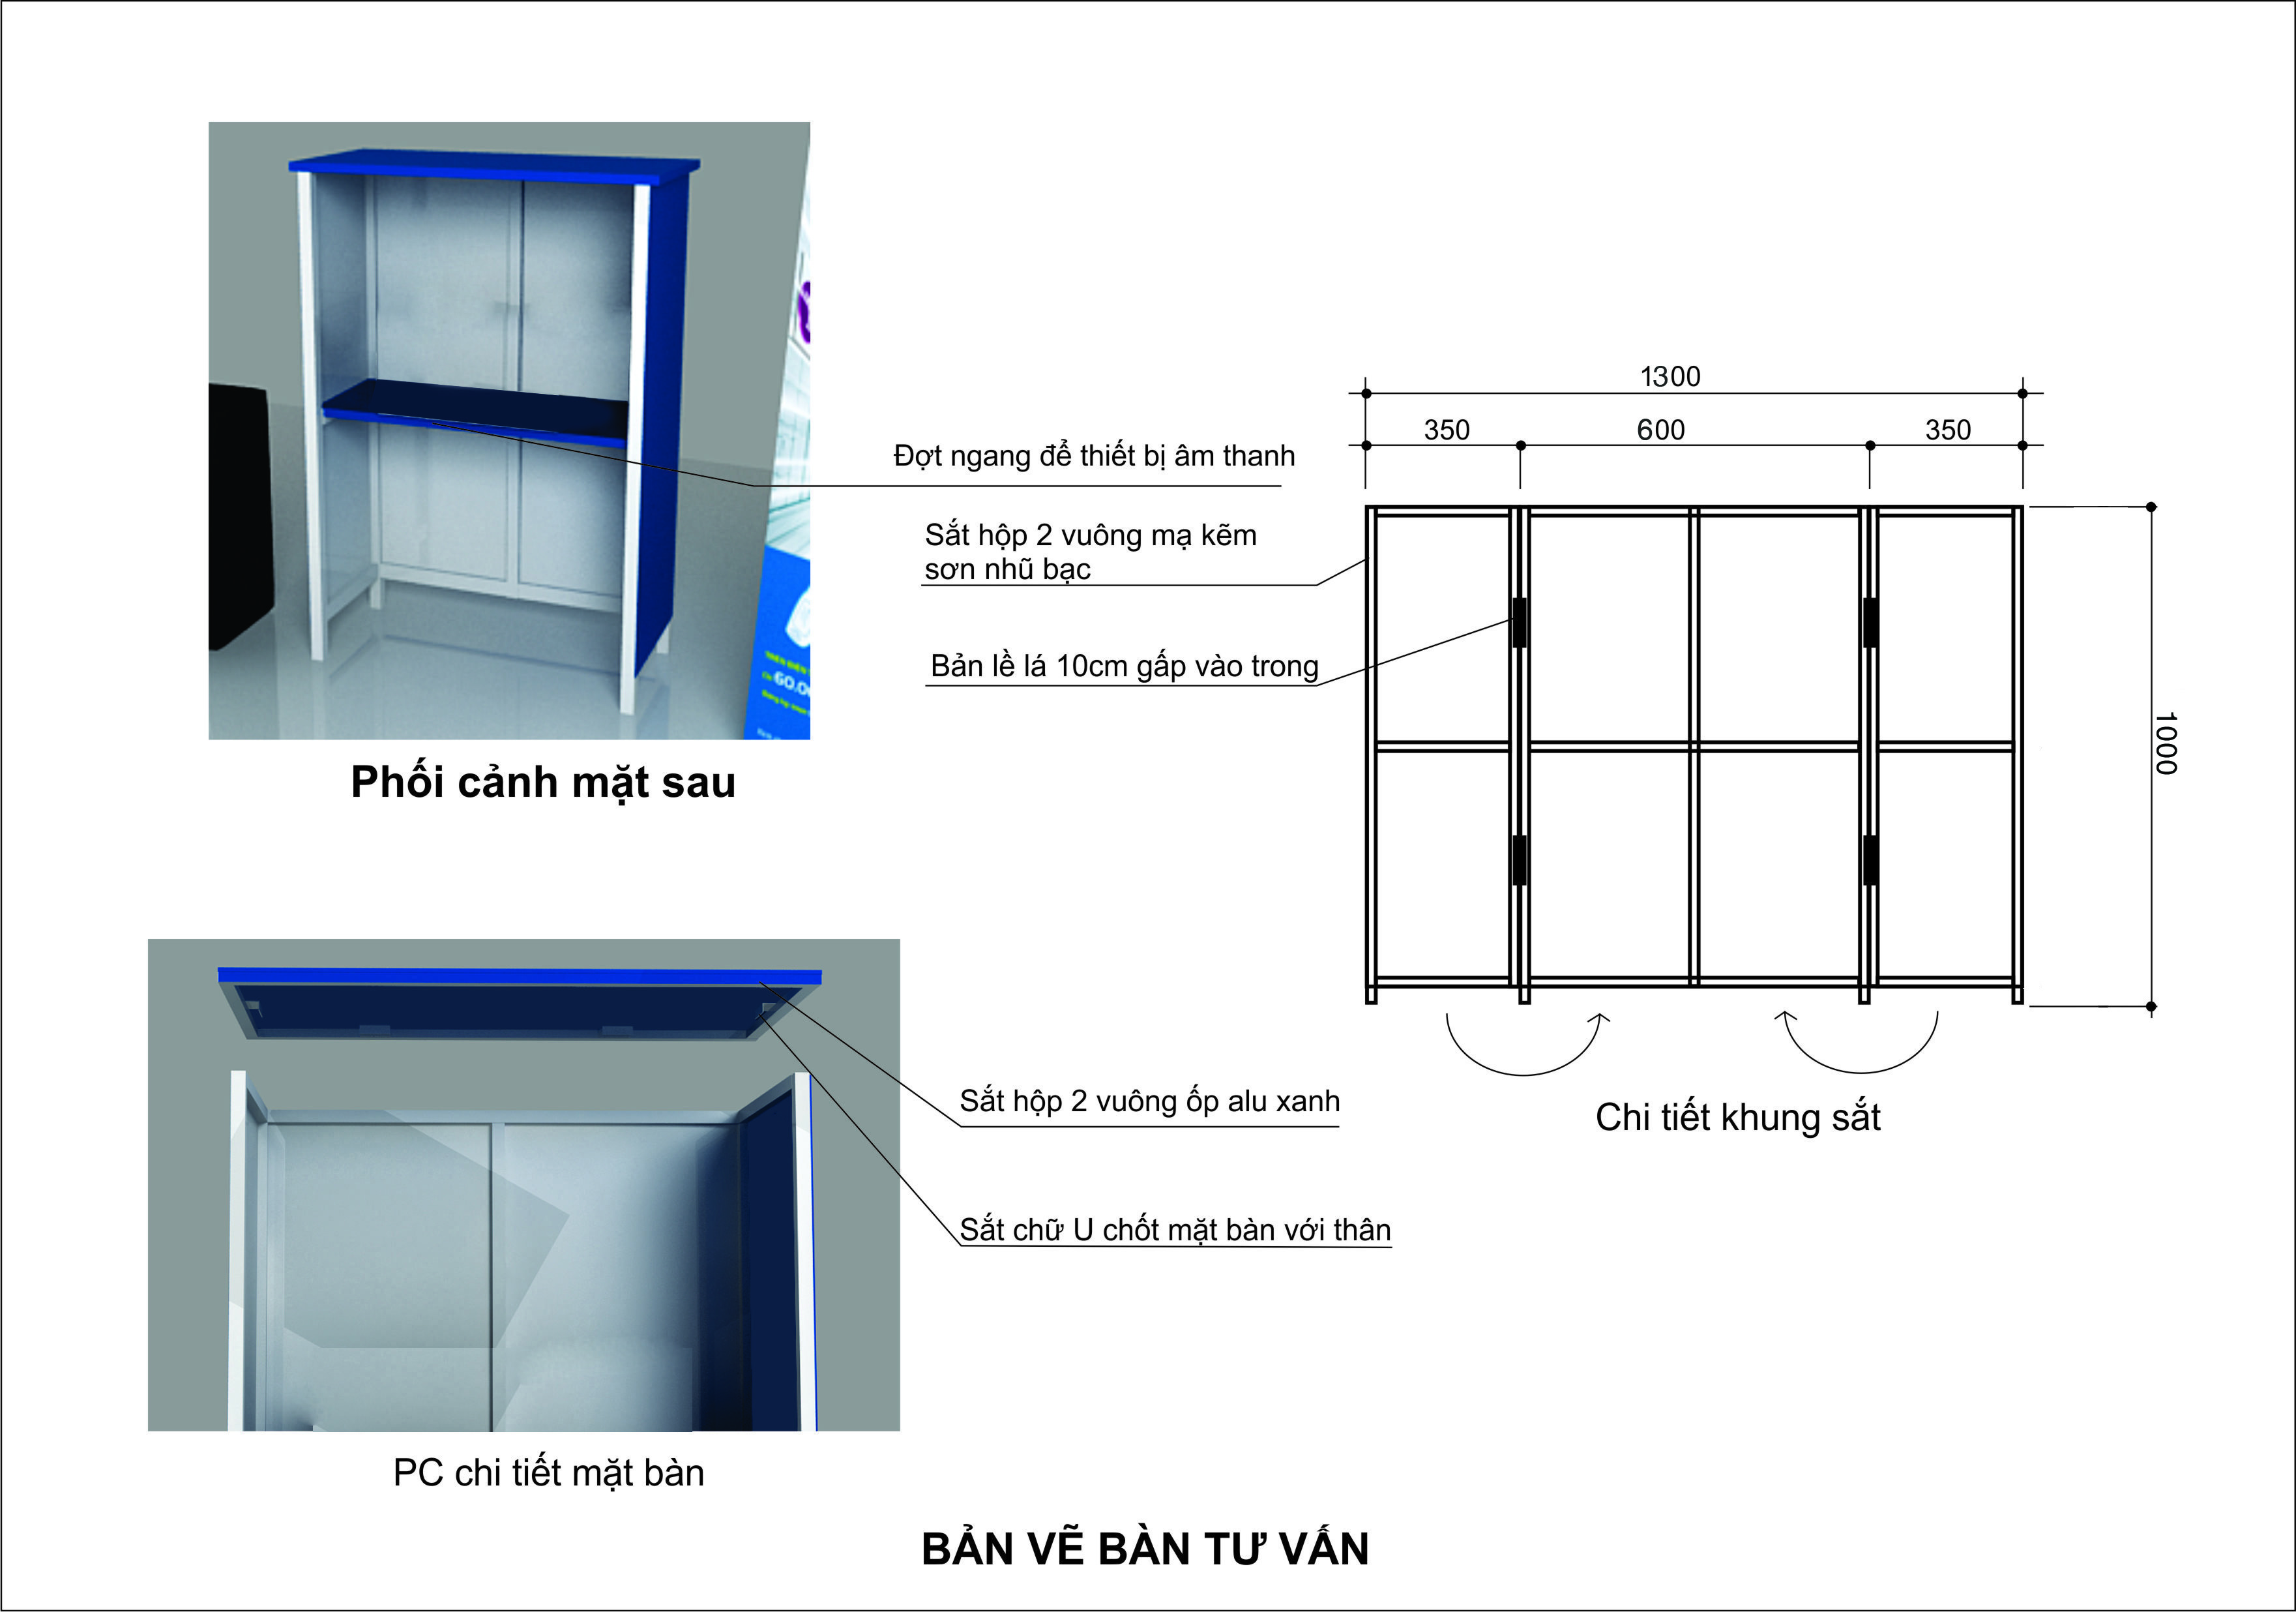 Đợt ngang để thiết bị âm thanh
Sắt hộp 2 vuông mạ kẽm
sơn nhũ bạc
Bản lề lá 10cm gấp vào trong
Phối cảnh mặt sau
60.0
1300
350 600 350
1000
Chi tiết khung sắt
Sắt hộp 2 vuông ốp alu xanh
Sắt chữ U chốt mặt bàn với thân
PC chi tiết mặt bàn
BẢN VẼ BÀN TƯ VẤN